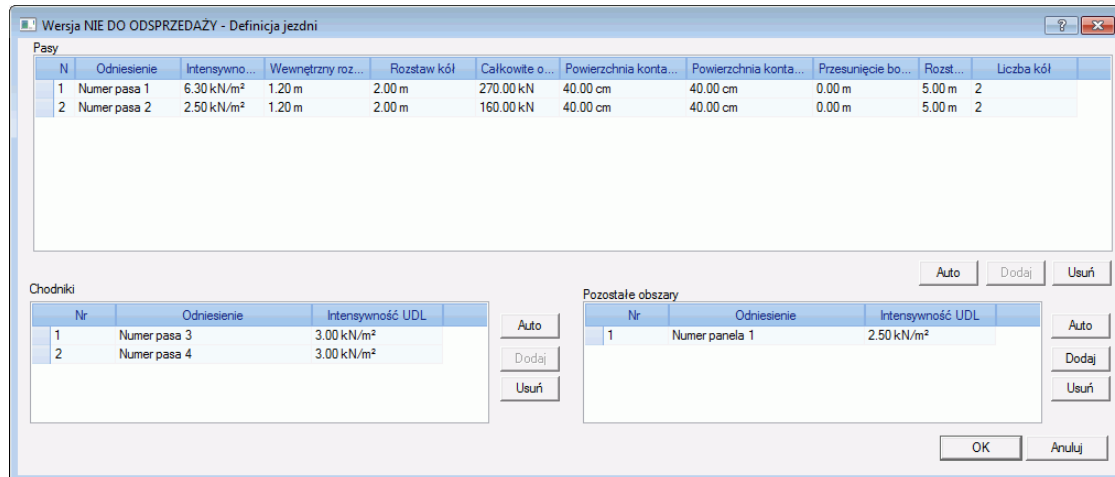 Wersja NIE DO ODSPRZEDAŻY - Definicja jezdni
Pasy
N Odniesienie Intensywno... Wewnętrzny roz... Rozstaw kół Całkowite o... Powierzchnia konta... Powierzchnia konta... Przesunięcie bo... Rozst... Liczba kół
1 Numer pasa 1 6.30 kN/m² 1.20 m 2.00 m 270.00 kN 40.00 cm 40.00 cm 0.00 m 5.00 m 2
2 Numer pasa 2 2.50 kN/m² 1.20 m 2.00 m 160.00 kN 40.00 cm 40.00 cm 0.00 m 5.00 m 2
Auto Dodaj Usuń
Chodniki
Nr Odniesienie Intensywność UDL
1 Numer pasa 3 3.00 kN/m²
2 Numer pasa 4 3.00 kN/m²
Auto
Dodaj
Usuń
Pozostałe obszary
Nr Odniesienie Intensywność UDL
1 Numer panela 1 2.50 kN/m²
Auto
Dodaj
Usuń
OK Anuluj